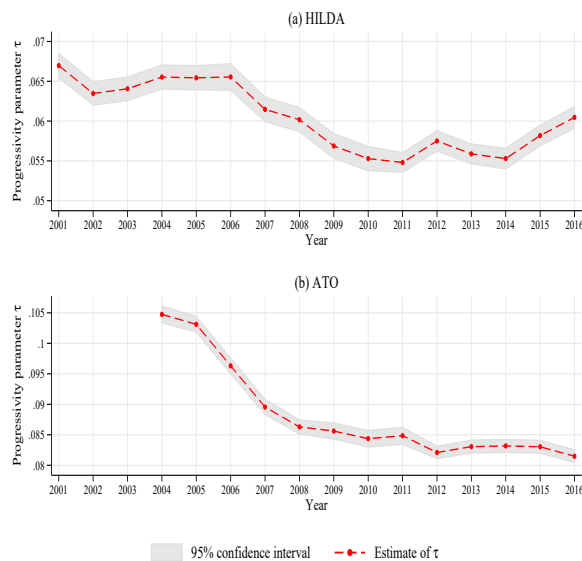 (a) HILDA
Progressivity parameter τ
.07
.065
.06
.055
.05
2001 2002 2003 2004 2005 2006 2007 2008 2009 2010 2011 2012 2013 2014 2015 2016
Year
(b) ATO
Progressivity parameter τ
.105
.1
.095
.09
.085
.08
2001 2002 2003 2004 2005 2006 2007 2008 2009 2010 2011 2012 2013 2014 2015 2016
Year
95% confidence interval
Estimate of τ